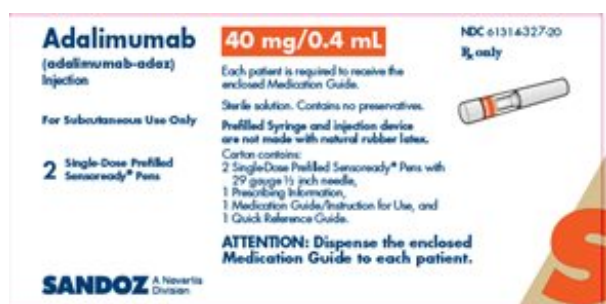 Adalimumab
(adalimumab-adaz)
Injection
For Subcutaneous Use Only
2 Single-Dose Prefilled
Sensoready® Pens
SANDOZ A Novartis
Division
40 mg/0.4 mL
Each patient is required to receive the
enclosed Medication Guide.
Sterile solution. Contains no preservatives.
Prefilled Syringe and injection device
are not made with natural rubber latex.
Carton contains:
2 Single-Dose Prefilled Sensoready® Pens with
29 gauge ½ inch needle,
1 Prescribing Information,
1 Medication Guide/Instruction for Use, and
1 Quick Reference Guide.
ATTENTION: Dispense the enclosed
Medication Guide to each patient.
NDC 61314-327-20
Rx only
S